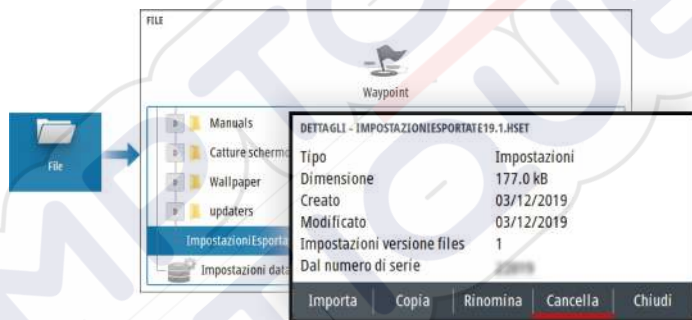 FILE
Waypoint
File
Manuals
Catture schermo
Wallpaper
updaters
ImpostazioniEsporta
Impostazioni data
DETTAGLI - IMPOSTAZIONIESPORTATE19.1.HSET
Tipo Impostazioni
Dimensione 177.0 kB
Creato 03/12/2019
Modificato 03/12/2019
Impostazioni versione files 1
Dal numero di serie
Importa Copia Rinomina Cancella Chiudi